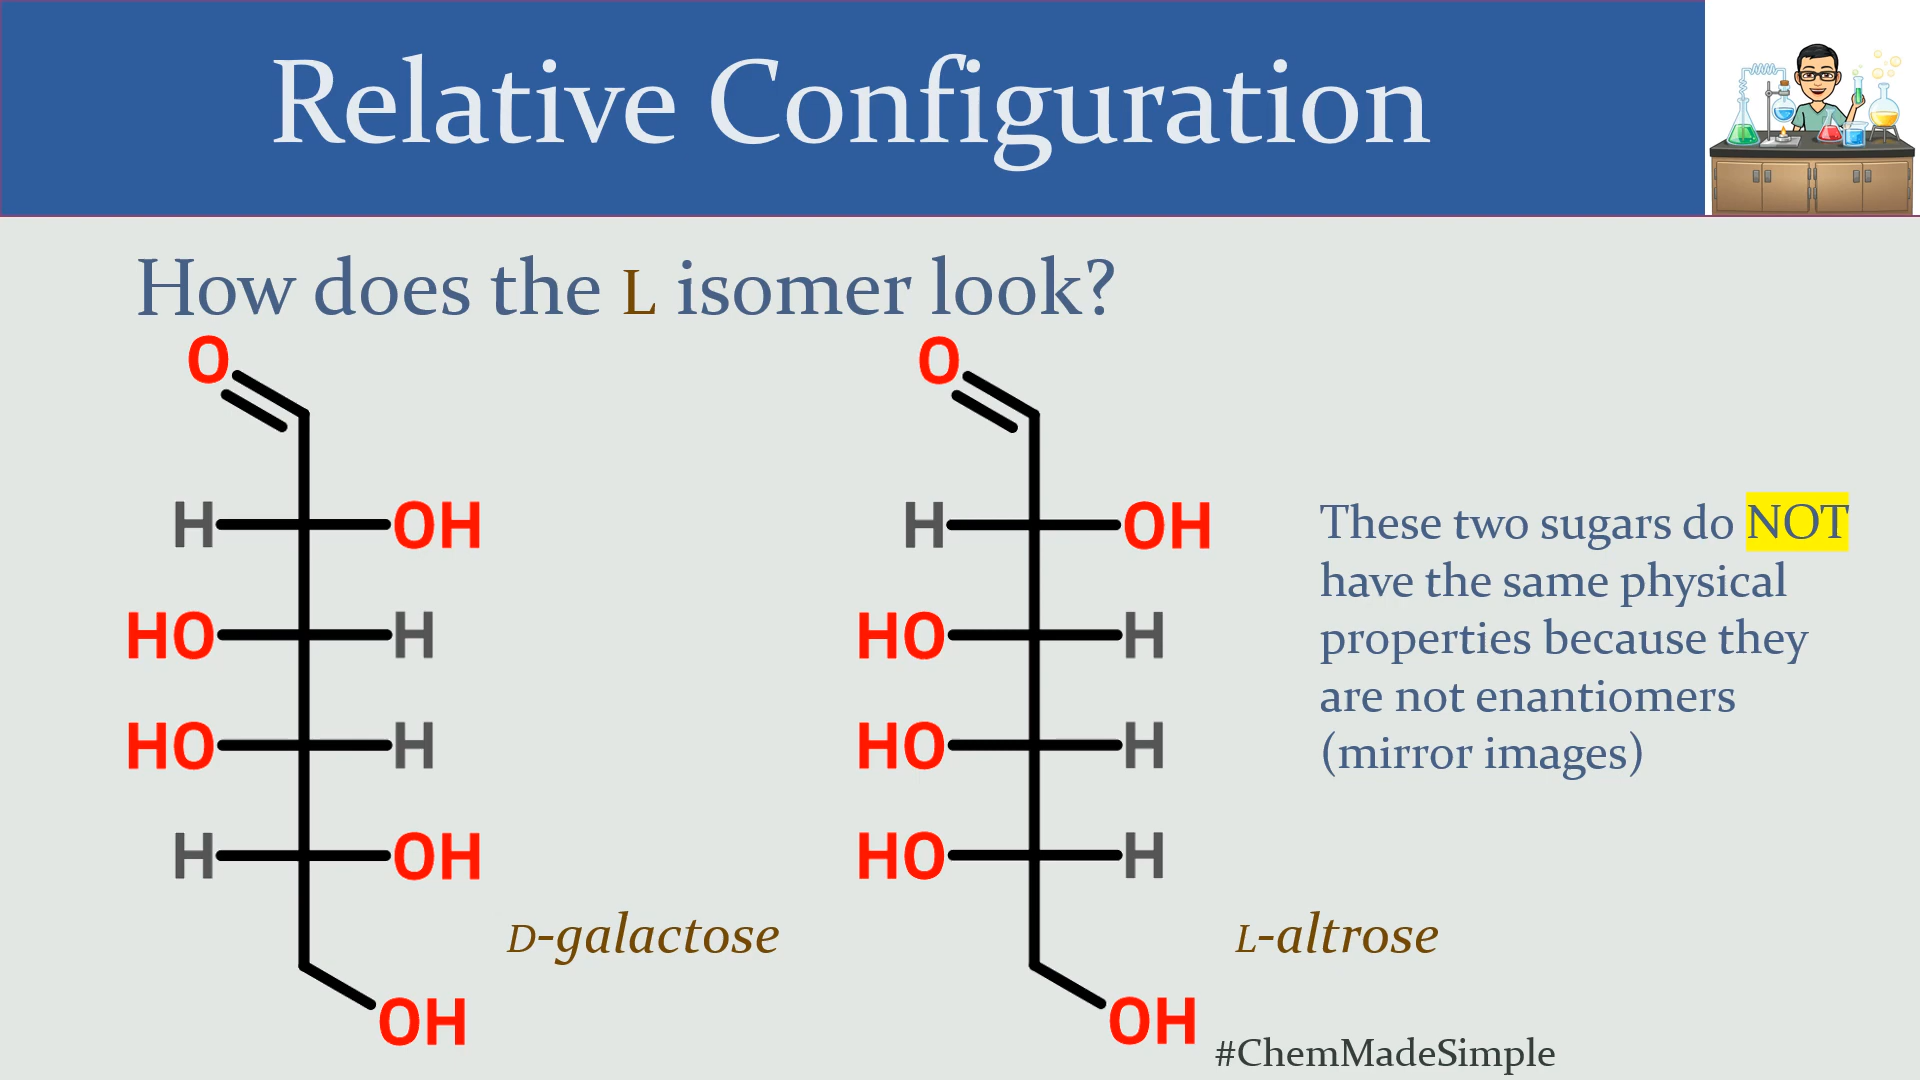 Relative Configuration
How does the L isomer look?
O
O
H OH
H OH
HO H
HO H
HO H
HO H
H OH
HO H
These two sugars do NOT
have the same physical
properties because they
are not enantiomers
(mirror images)
D-galactose
L-altrose
OH
OH
#ChemMadeSimple